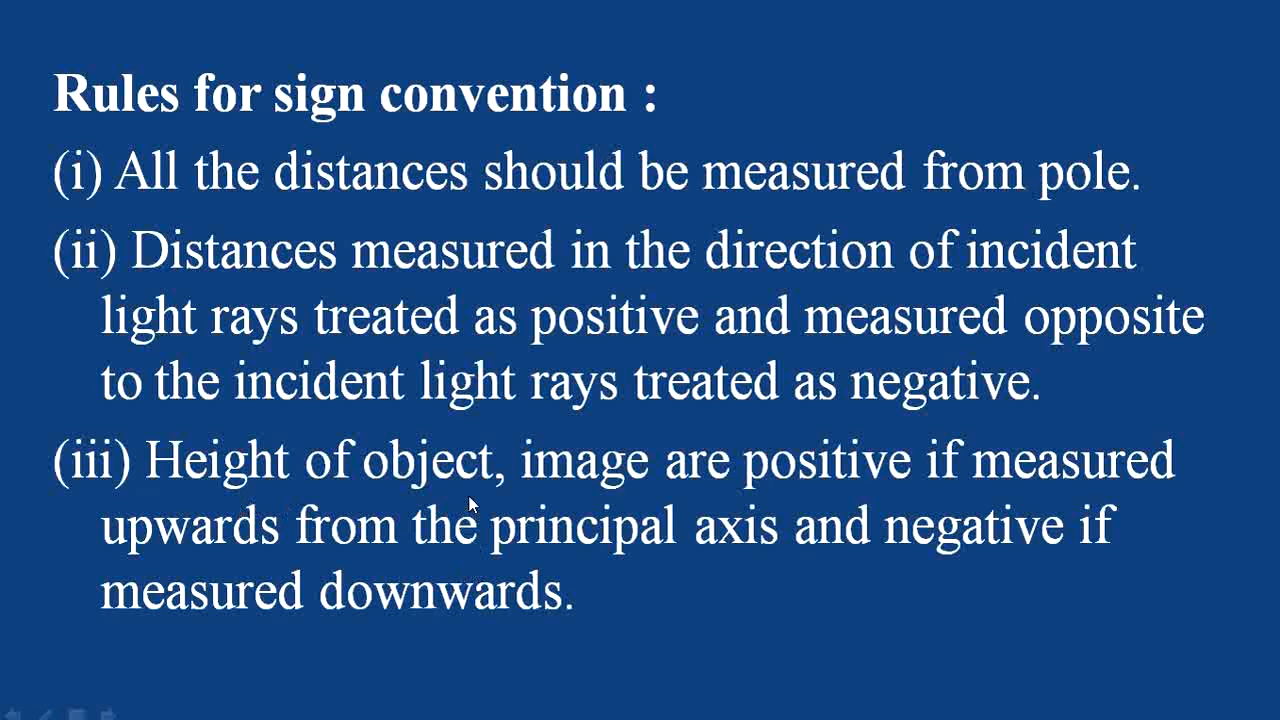 Rules for sign convention :
(i) All the distances should be measured from pole.
(ii) Distances measured in the direction of incident
light rays treated as positive and measured opposite
to the incident light rays treated as negative.
(iii) Height of object, image are positive if measured
upwards from the principal axis and negative if
measured downwards.